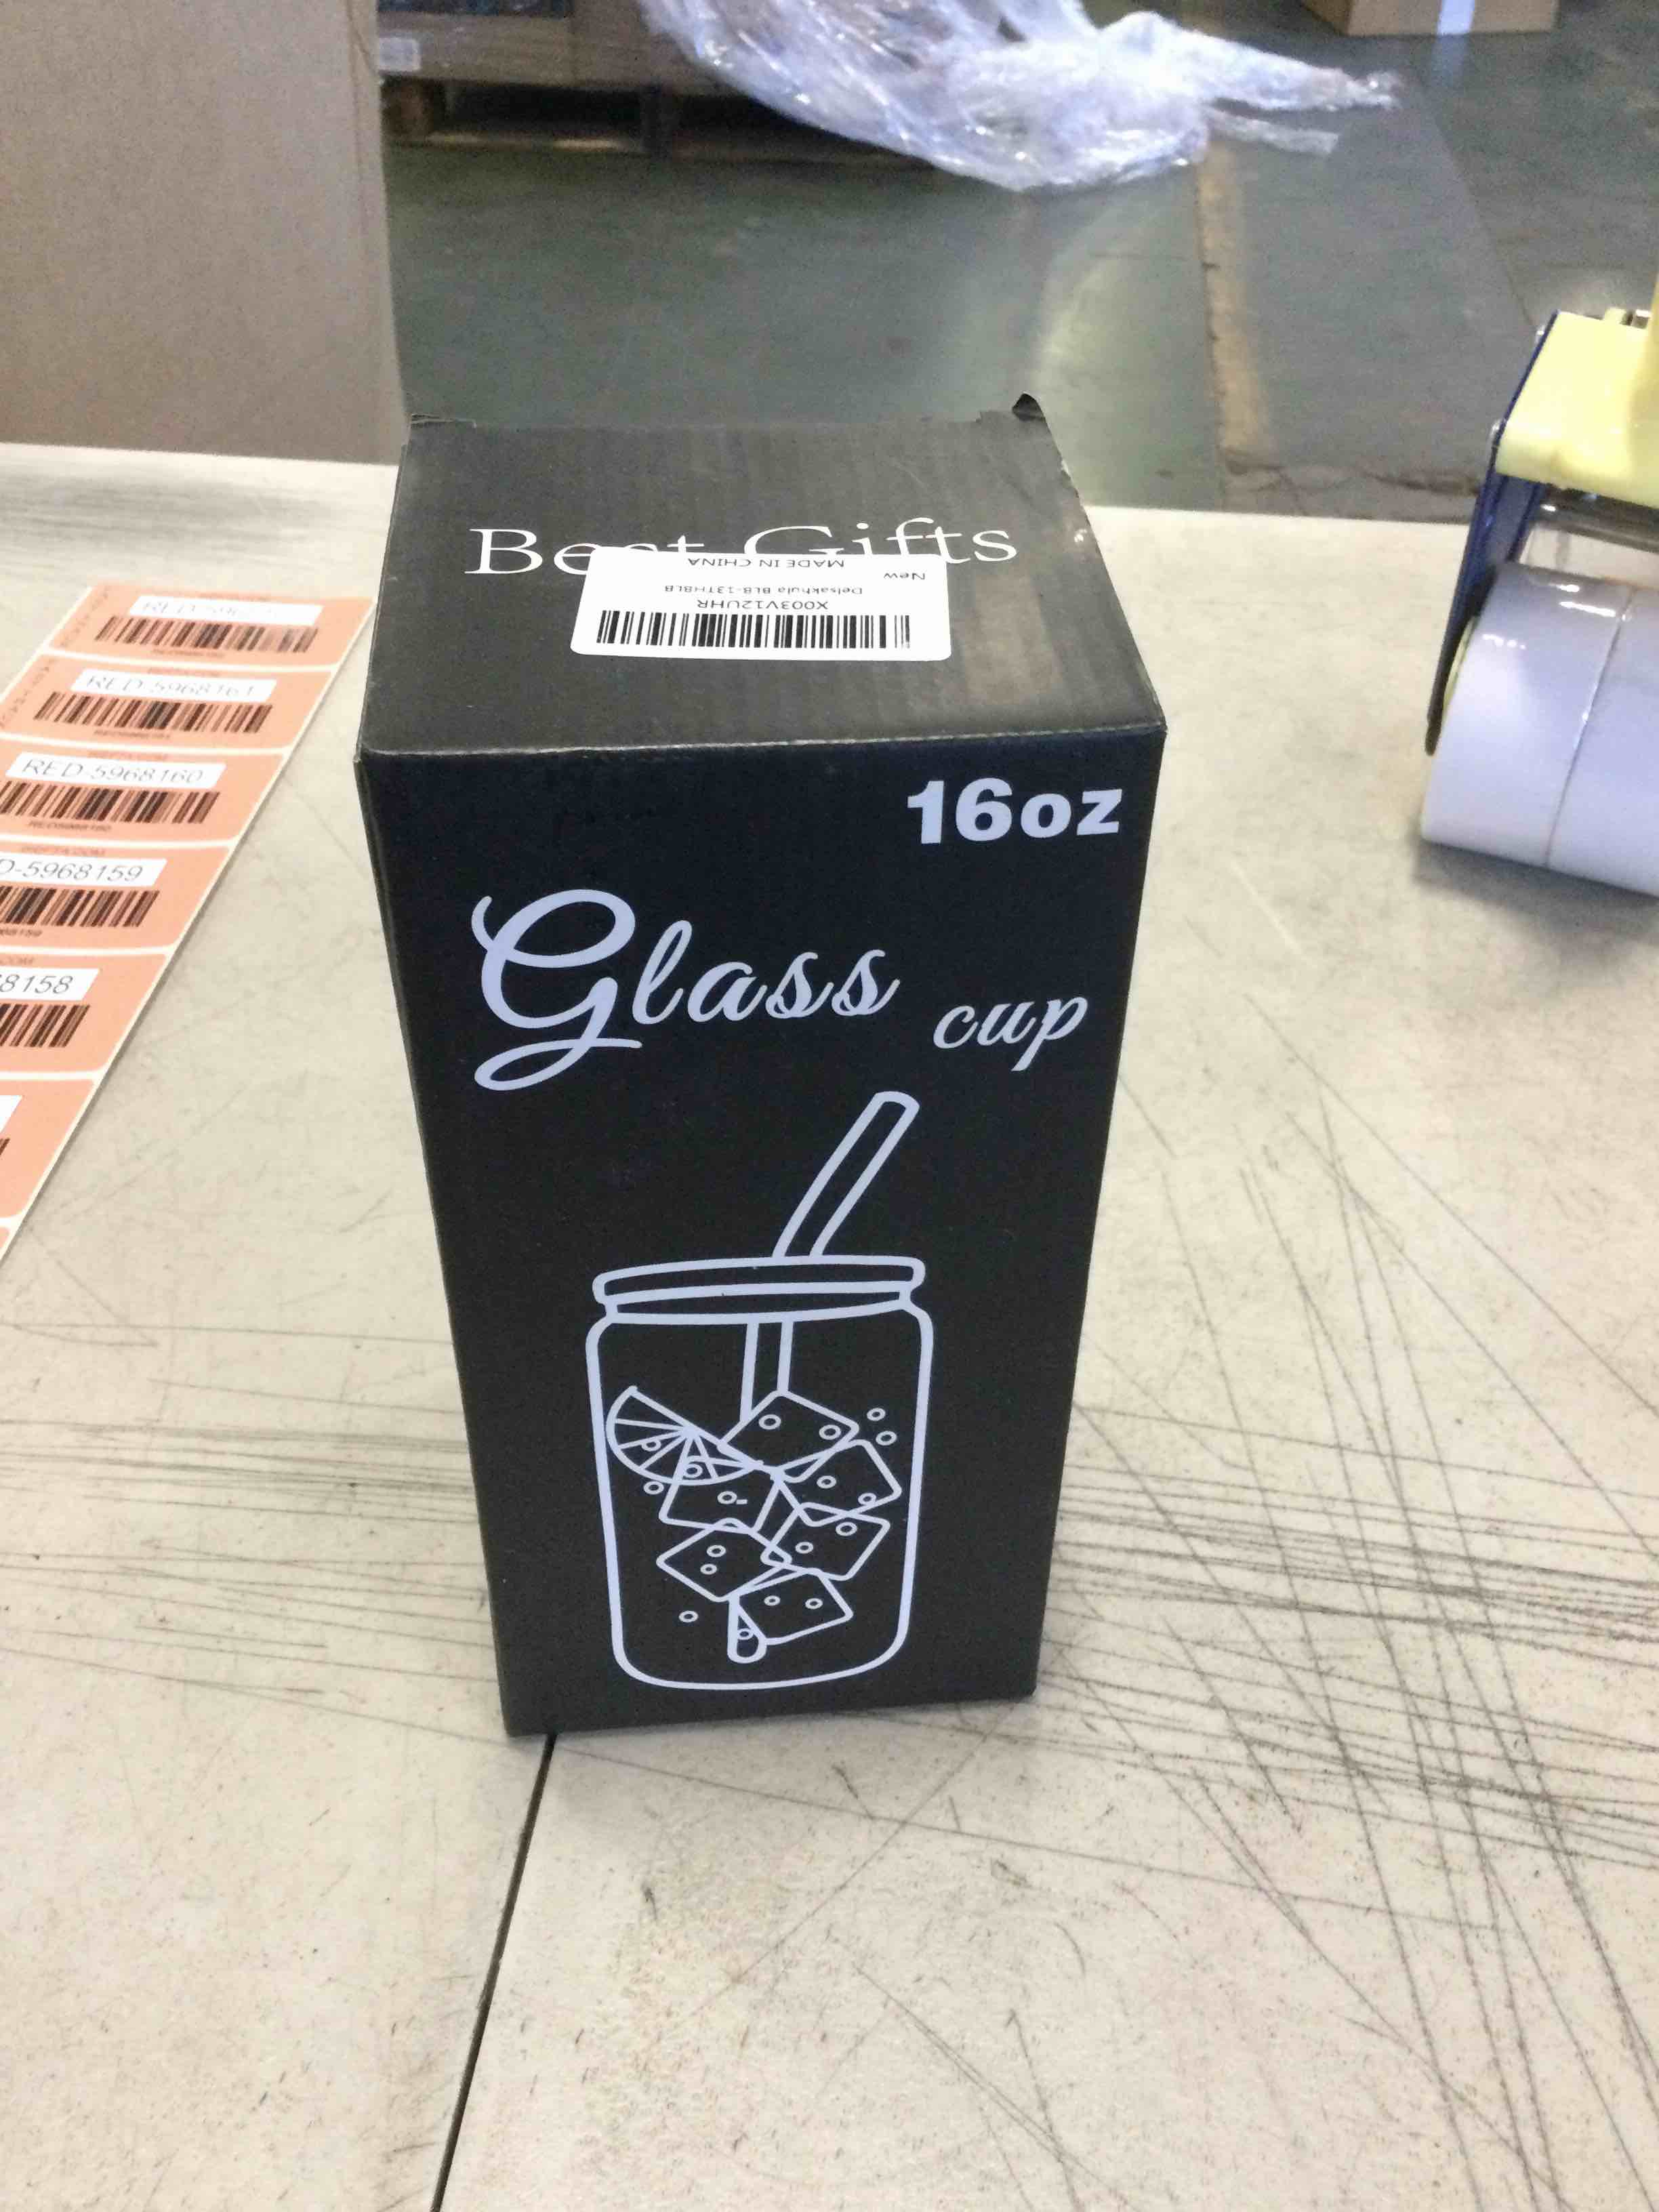 Best Gifts
MADE IN CHINA
New
Delsakhula BLB-13THBLB
X003V12UHR
16oz
Glass cup
RED-5968161
RED-5968160
D-5968159
8158